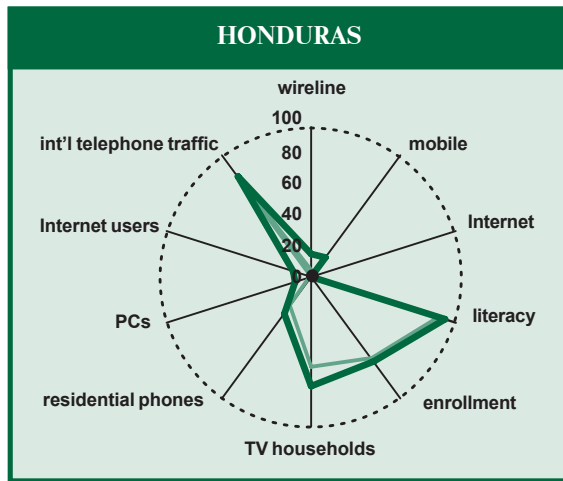 HONDURAS
wireline
100
int'l telephone traffic
mobile
80
60
40
Internet users
Internet
20
0
PCs
literacy
residential phones
enrollment
TV households